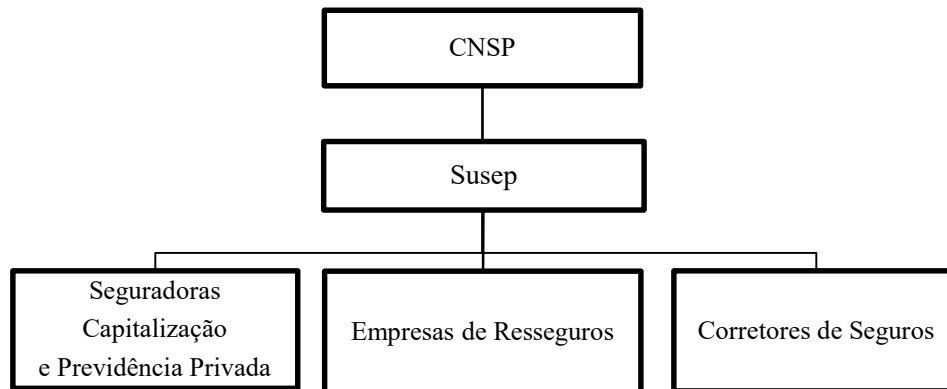 CNSP
Susep
Seguradoras
Capitalização
e Previdência Privada
Empresas de Resseguros
Corretores de Seguros